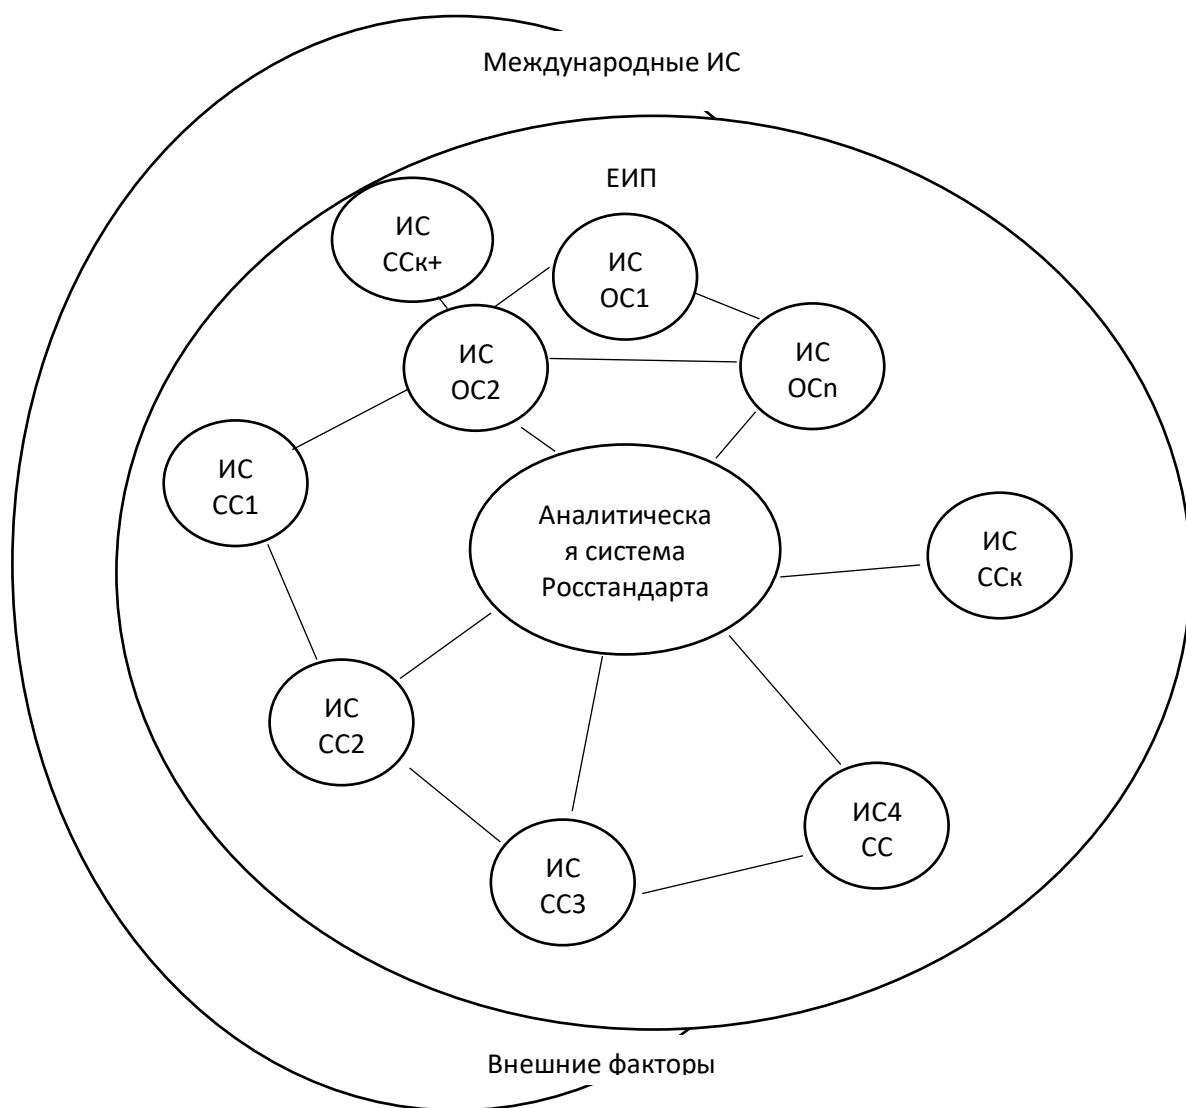 Международные ИС
ЕИП
ИС
ССк+
ИС
ОС1
ИС
ОС2
ИС
ОСn
ИС
СС1
Аналитическа
я система
Росстандарта
ИС
ССк
ИС
СС2
ИС4
СС
ИС
СС3
Внешние факторы